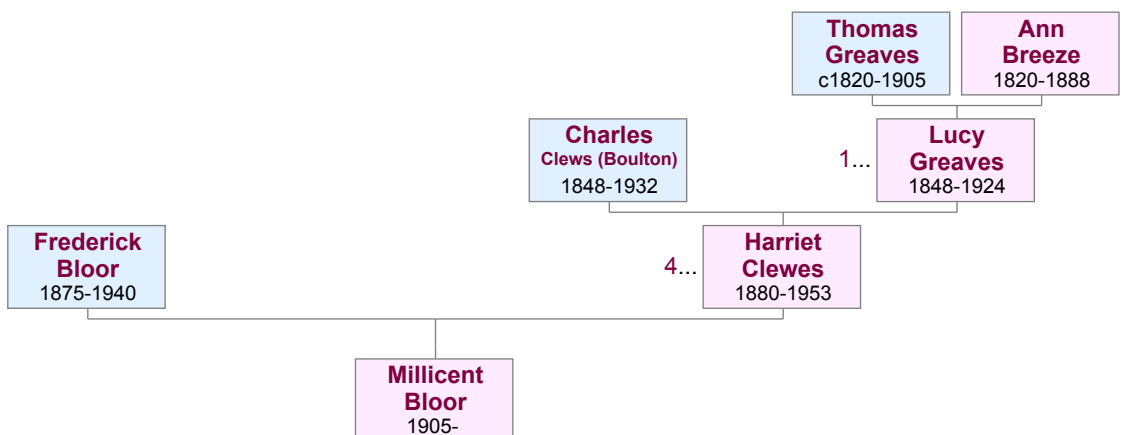 Thomas
Greaves
c1820-1905
Ann
Breeze
1820-1888
Charles
Clews (Boulton)
1848-1932
1...
Lucy
Greaves
1848-1924
Frederick
Bloor
1875-1940
4...
Harriet
Clewes
1880-1953
Millicent
Bloor
1905-